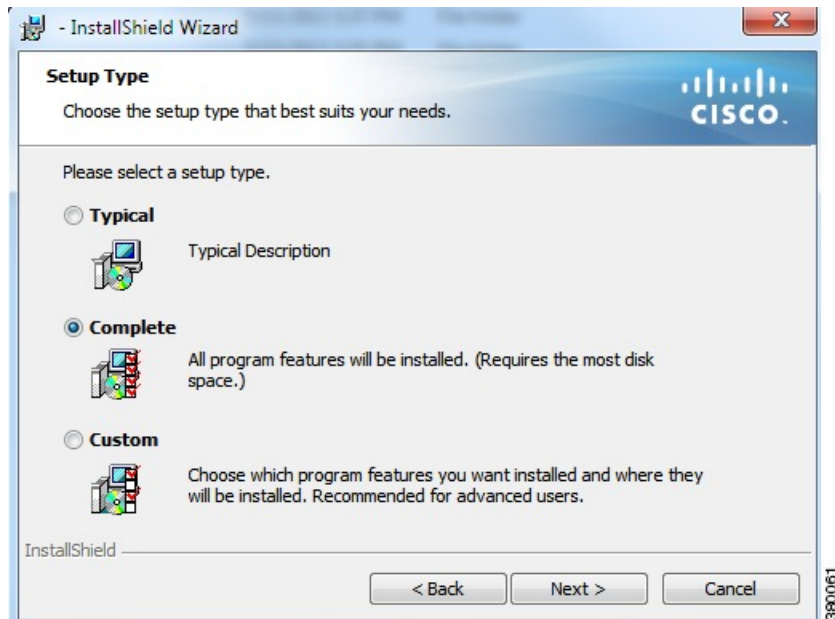 - InstallShield Wizard
Setup Type
Choose the setup type that best suits your needs.
CISCO.
Please select a setup type.
Typical
Typical Description
Complete
All program features will be installed. (Requires the most disk
space.)
Custom
Choose which program features you want installed and where they
will be installed. Recommended for advanced users.
InstallShield
< Back
Next >
Cancel
380061